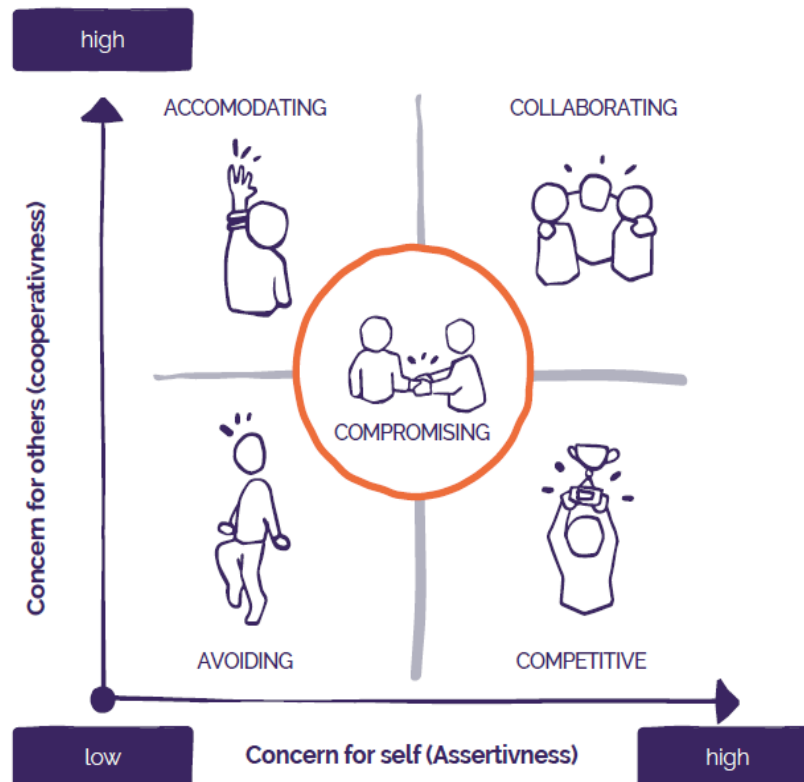 high
ACCOMODATING
COLLABORATING
Concern for others (cooperativness)
COMPROMISING
AVOIDING
COMPETITIVE
low
Concern for self (Assertivness)
high